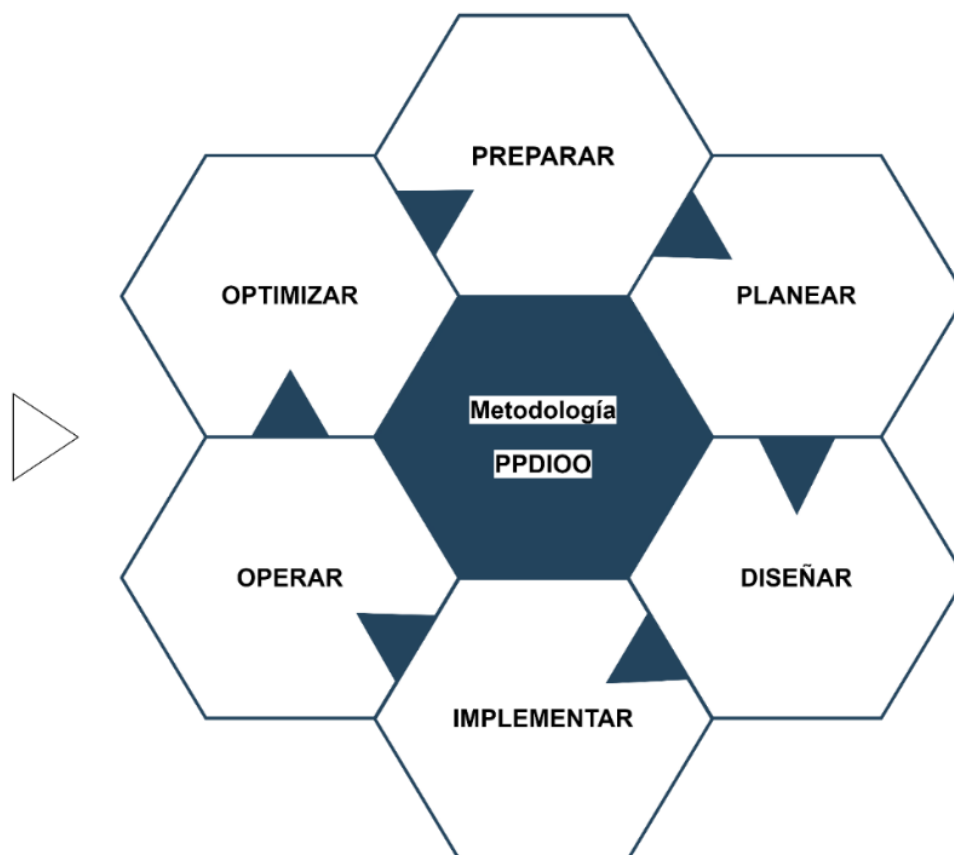 PREPARAR
OPTIMIZAR
PLANEAR
Metodología
PPDIOO
OPERAR
DISEÑAR
IMPLEMENTAR